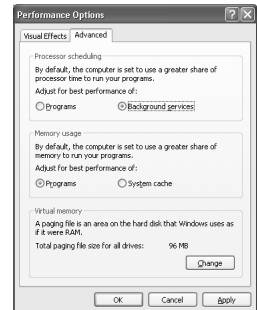 Performance Options
Visual Effects Advanced
Processor scheduling
By default, the computer is set to use a greater share of
processor time to run your programs.
Adjust for best performance of:
Programs Background services
Memory usage
By default, the computer is set to use a greater share of
memory to run your programs.
Adjust for best performance of:
Programs System cache
Virtual memory
A paging file is an area on the hard disk that Windows uses as
if it were RAM.
Total paging file size for all drives: 96 MB
Change
OK Cancel Apply